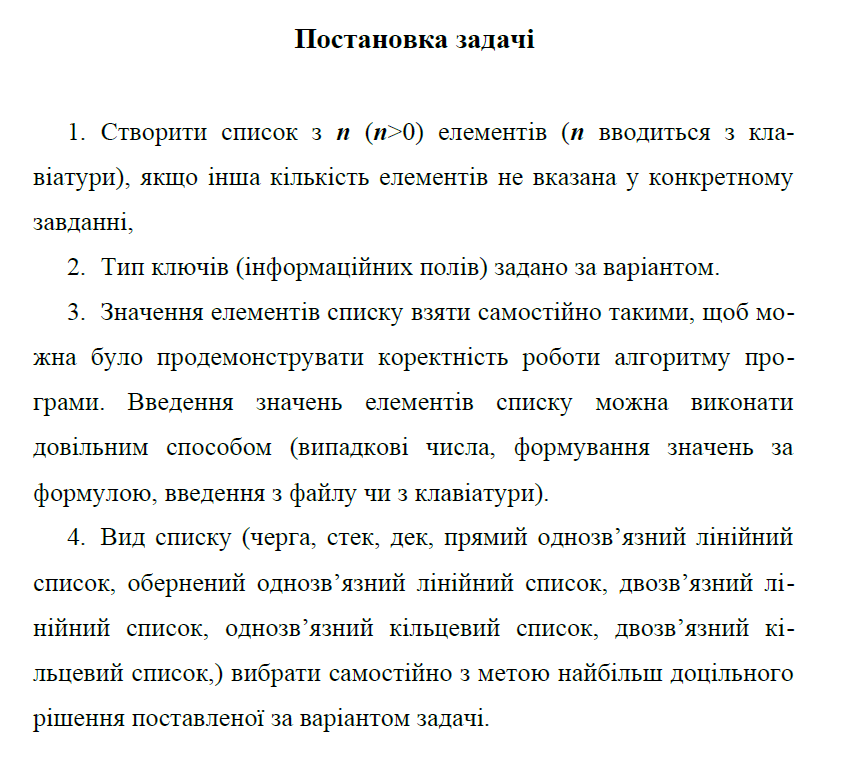 Постановка задачі
1. Створити список з n (n>0) елементів (n вводиться з кла-
віатури), якщо інша кількість елементів не вказана у конкретному
завданні,
2. Тип ключів (інформаційних полів) задано за варіантом.
3. Значення елементів списку взяти самостійно такими, щоб мо-
жна було продемонструвати коректність роботи алгоритму про-
грами. Введення значень елементів списку можна виконати
довільним способом (випадкові числа, формування значень за
формулою, введення з файлу чи з клавіатури).
4. Вид списку (черга, стек, дек, прямий однозв’язний лінійний
список, обернений однозв’язний лінійний список, двозв’язний лі-
нійний список, однозв’язний кільцевий список, двозв’язний кі-
льцевий список,) вибрати самостійно з метою найбільш доцільного
рішення поставленої за варіантом задачі.